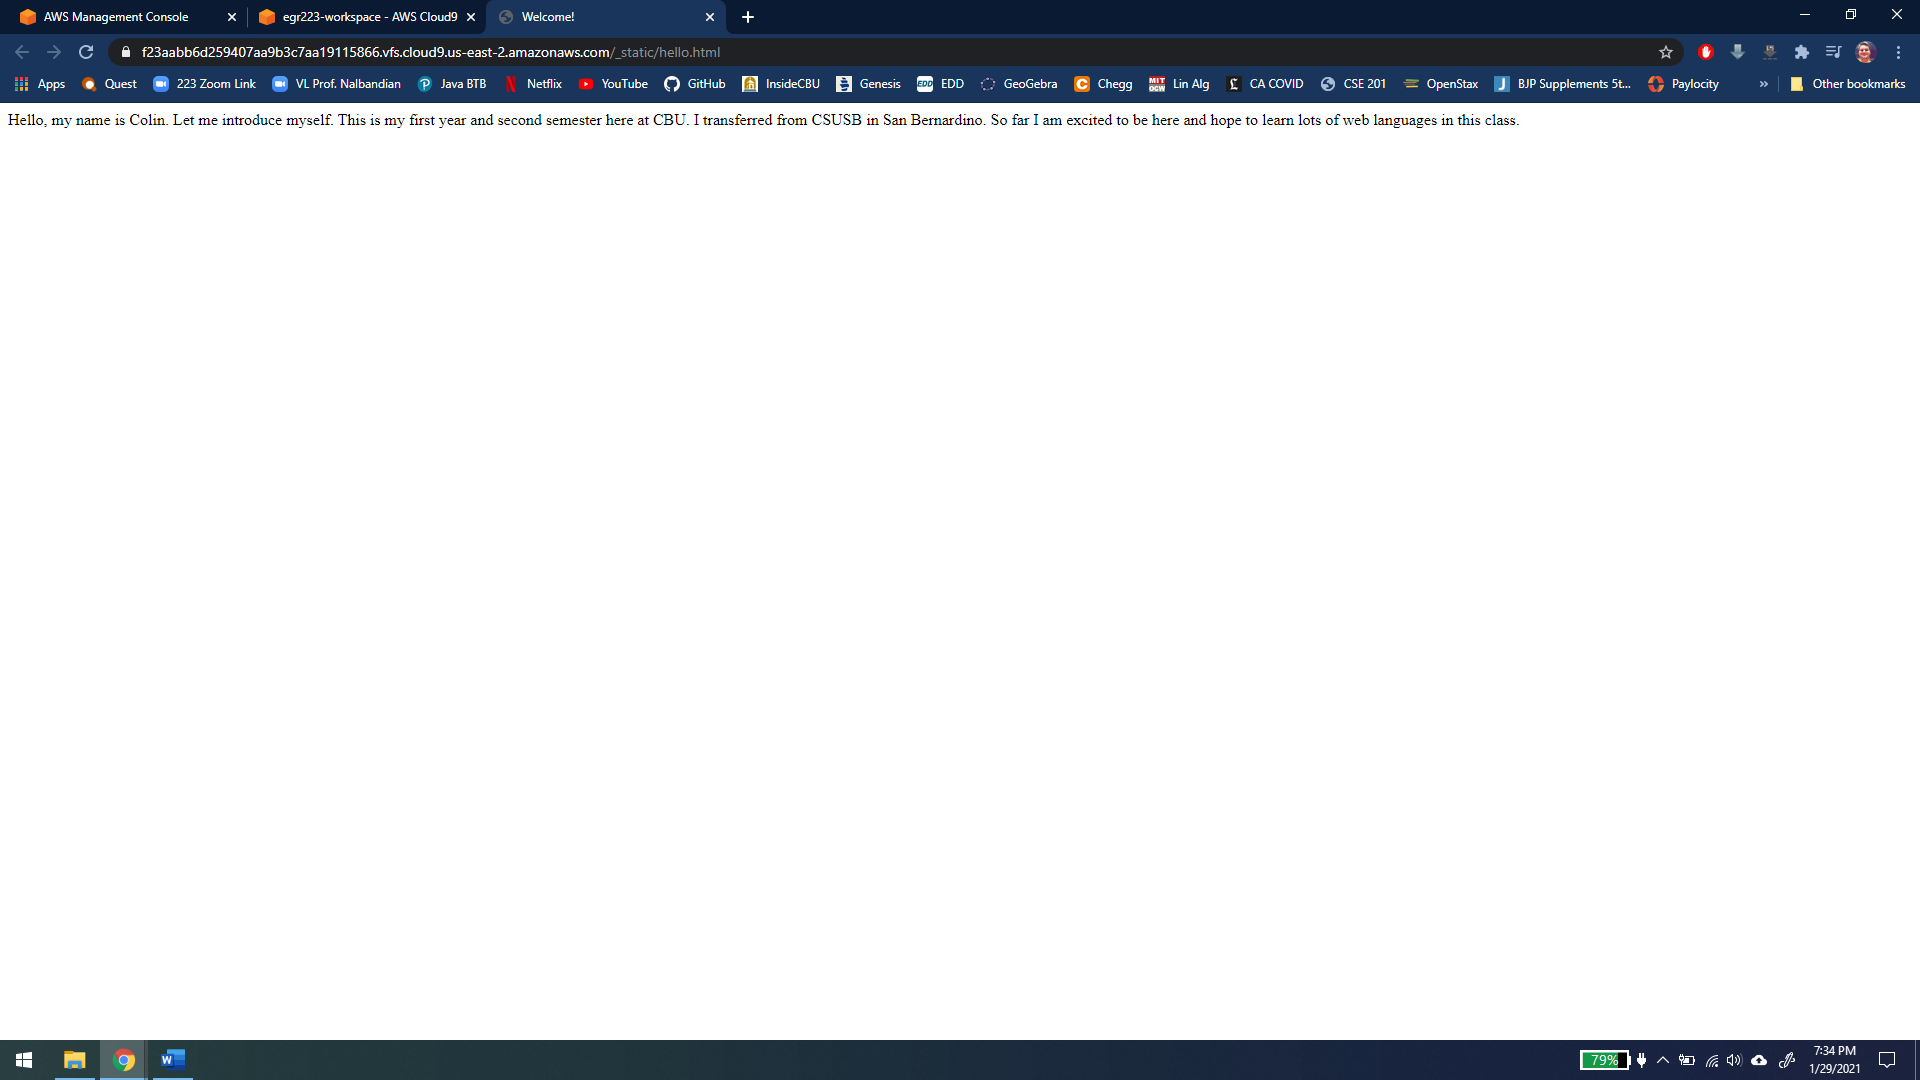 AWS Management Console
egr223-workspace - AWS Cloud9
Welcome!
f23aabb6d259407aa9b3c7aa19115866.vfs.cloud9.us-east-2.amazonaws.com/_static/hello.html
Apps Quest 223 Zoom Link VL Prof. Nalbandian Java BTB Netflix YouTube GitHub InsideCBU Genesis EDD EDD GeoGebra C Chegg MIT OCW Lin Alg CA COVID CSE 201 OpenStax J BJP Supplements 5t... Paylocity » Other bookmarks
Hello, my name is Colin. Let me introduce myself. This is my first year and second semester here at CBU. I transferred from CSUSB in San Bernardino. So far I am excited to be here and hope to learn lots of web languages in this class.
W
79%
7:34 PM
1/29/2021